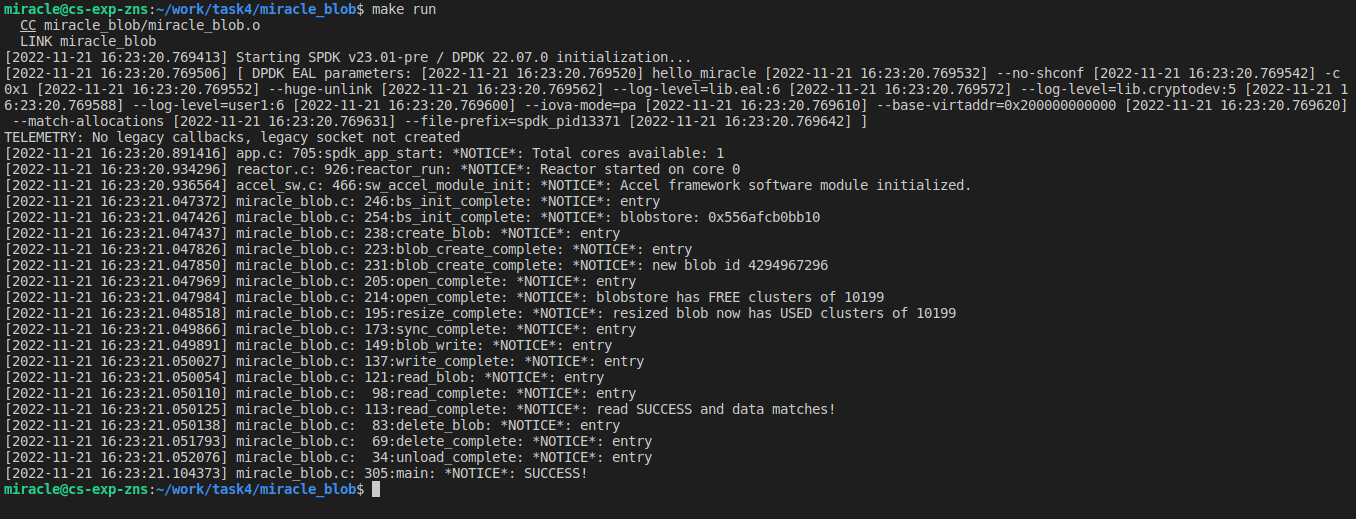 miracle@cs-exp-zns:~/work/task4/miracle_blob$ make run
  CC miracle_blob/miracle_blob.o
  LINK miracle_blob
[2022-11-21 16:23:20.769413] Starting SPDK v23.01-pre / DPDK 22.07.0 initialization...
[2022-11-21 16:23:20.769506] [ DPDK EAL parameters: [2022-11-21 16:23:20.769520] hello_miracle [2022-11-21 16:23:20.769532] --no-shconf [2022-11-21 16:23:20.769542] -c
0x1 [2022-11-21 16:23:20.769552] --huge-unlink [2022-11-21 16:23:20.769562] --log-level=lib.eal:6 [2022-11-21 16:23:20.769572] --log-level=lib.cryptodev:5 [2022-11-21 1
6:23:20.769588] --log-level=user1:6 [2022-11-21 16:23:20.769600] --iova-mode=pa [2022-11-21 16:23:20.769610] --base-virtaddr=0x200000000000 [2022-11-21 16:23:20.769620]
 --match-allocations [2022-11-21 16:23:20.769631] --file-prefix=spdk_pid13371 [2022-11-21 16:23:20.769642] ]
TELEMETRY: No legacy callbacks, legacy socket not created
[2022-11-21 16:23:20.891416] app.c: 705:spdk_app_start: *NOTICE*: Total cores available: 1
[2022-11-21 16:23:20.934296] reactor.c: 926:reactor_run: *NOTICE*: Reactor started on core 0
[2022-11-21 16:23:20.936564] accel_sw.c: 466:sw_accel_module_init: *NOTICE*: Accel framework software module initialized.
[2022-11-21 16:23:21.047372] miracle_blob.c: 246:bs_init_complete: *NOTICE*: entry
[2022-11-21 16:23:21.047426] miracle_blob.c: 254:bs_init_complete: *NOTICE*: blobstore: 0x556afcb0bb10
[2022-11-21 16:23:21.047437] miracle_blob.c: 238:create_blob: *NOTICE*: entry
[2022-11-21 16:23:21.047826] miracle_blob.c: 223:blob_create_complete: *NOTICE*: entry
[2022-11-21 16:23:21.047850] miracle_blob.c: 231:blob_create_complete: *NOTICE*: new blob id 4294967296
[2022-11-21 16:23:21.047969] miracle_blob.c: 205:open_complete: *NOTICE*: entry
[2022-11-21 16:23:21.047984] miracle_blob.c: 214:open_complete: *NOTICE*: blobstore has FREE clusters of 10199
[2022-11-21 16:23:21.048518] miracle_blob.c: 195:resize_complete: *NOTICE*: resized blob now has USED clusters of 10199
[2022-11-21 16:23:21.049866] miracle_blob.c: 173:sync_complete: *NOTICE*: entry
[2022-11-21 16:23:21.049891] miracle_blob.c: 149:blob_write: *NOTICE*: entry
[2022-11-21 16:23:21.050027] miracle_blob.c: 137:write_complete: *NOTICE*: entry
[2022-11-21 16:23:21.050054] miracle_blob.c: 121:read_blob: *NOTICE*: entry
[2022-11-21 16:23:21.050110] miracle_blob.c:  98:read_complete: *NOTICE*: entry
[2022-11-21 16:23:21.050125] miracle_blob.c: 113:read_complete: *NOTICE*: read SUCCESS and data matches!
[2022-11-21 16:23:21.050138] miracle_blob.c:  83:delete_blob: *NOTICE*: entry
[2022-11-21 16:23:21.051793] miracle_blob.c:  69:delete_complete: *NOTICE*: entry
[2022-11-21 16:23:21.052076] miracle_blob.c:  34:unload_complete: *NOTICE*: entry
[2022-11-21 16:23:21.104373] miracle_blob.c: 305:main: *NOTICE*: SUCCESS!
miracle@cs-exp-zns:~/work/task4/miracle_blob$